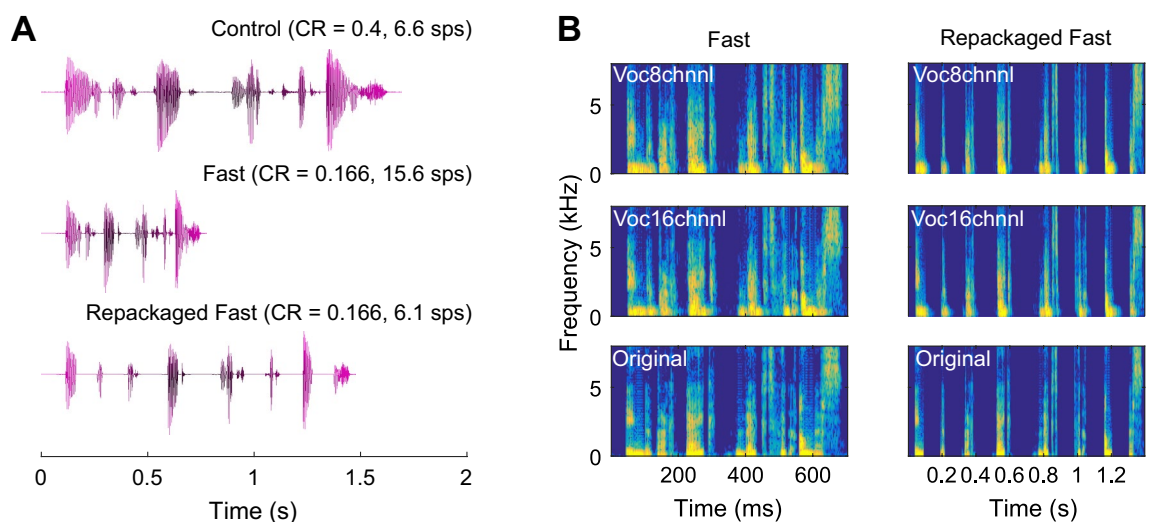 A
Control (CR = 0.4, 6.6 sps)
Fast (CR = 0.166, 15.6 sps)
Repackaged Fast (CR = 0.166, 6.1 sps)
0 0.5 1 1.5 2
Time (s)
B
Fast
Repackaged Fast
Voc8chnnl
Voc8chnnl
5
0
Voc16chnnl
Voc16chnnl
5
0
Original
Original
5
0
Frequency (kHz)
200 400 600
0.2 0.4 0.6 0.8 1 1.2
Time (ms)
Time (s)